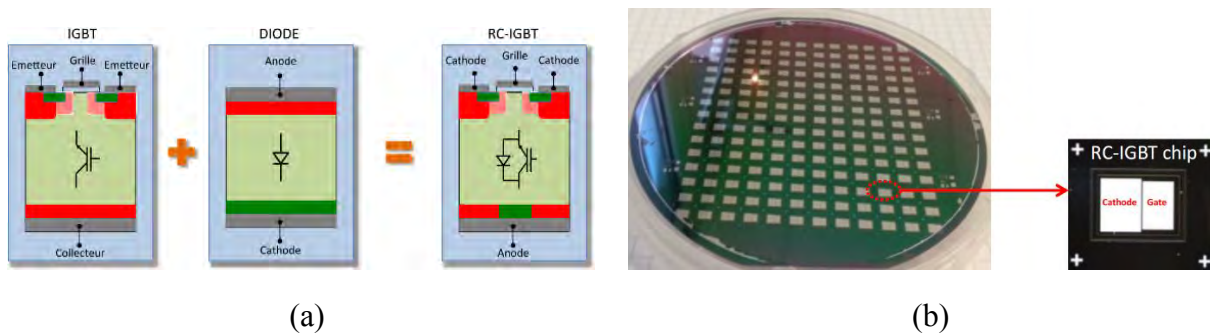 IGBT
DIODE
RC-IGBT
Emetteur
Grille
Emetteur
Anode
Cathode
Grille
Cathode
Collecteur
Cathode
Anode
RC-IGBT chip
Cathode
Gate
(a)
(b)